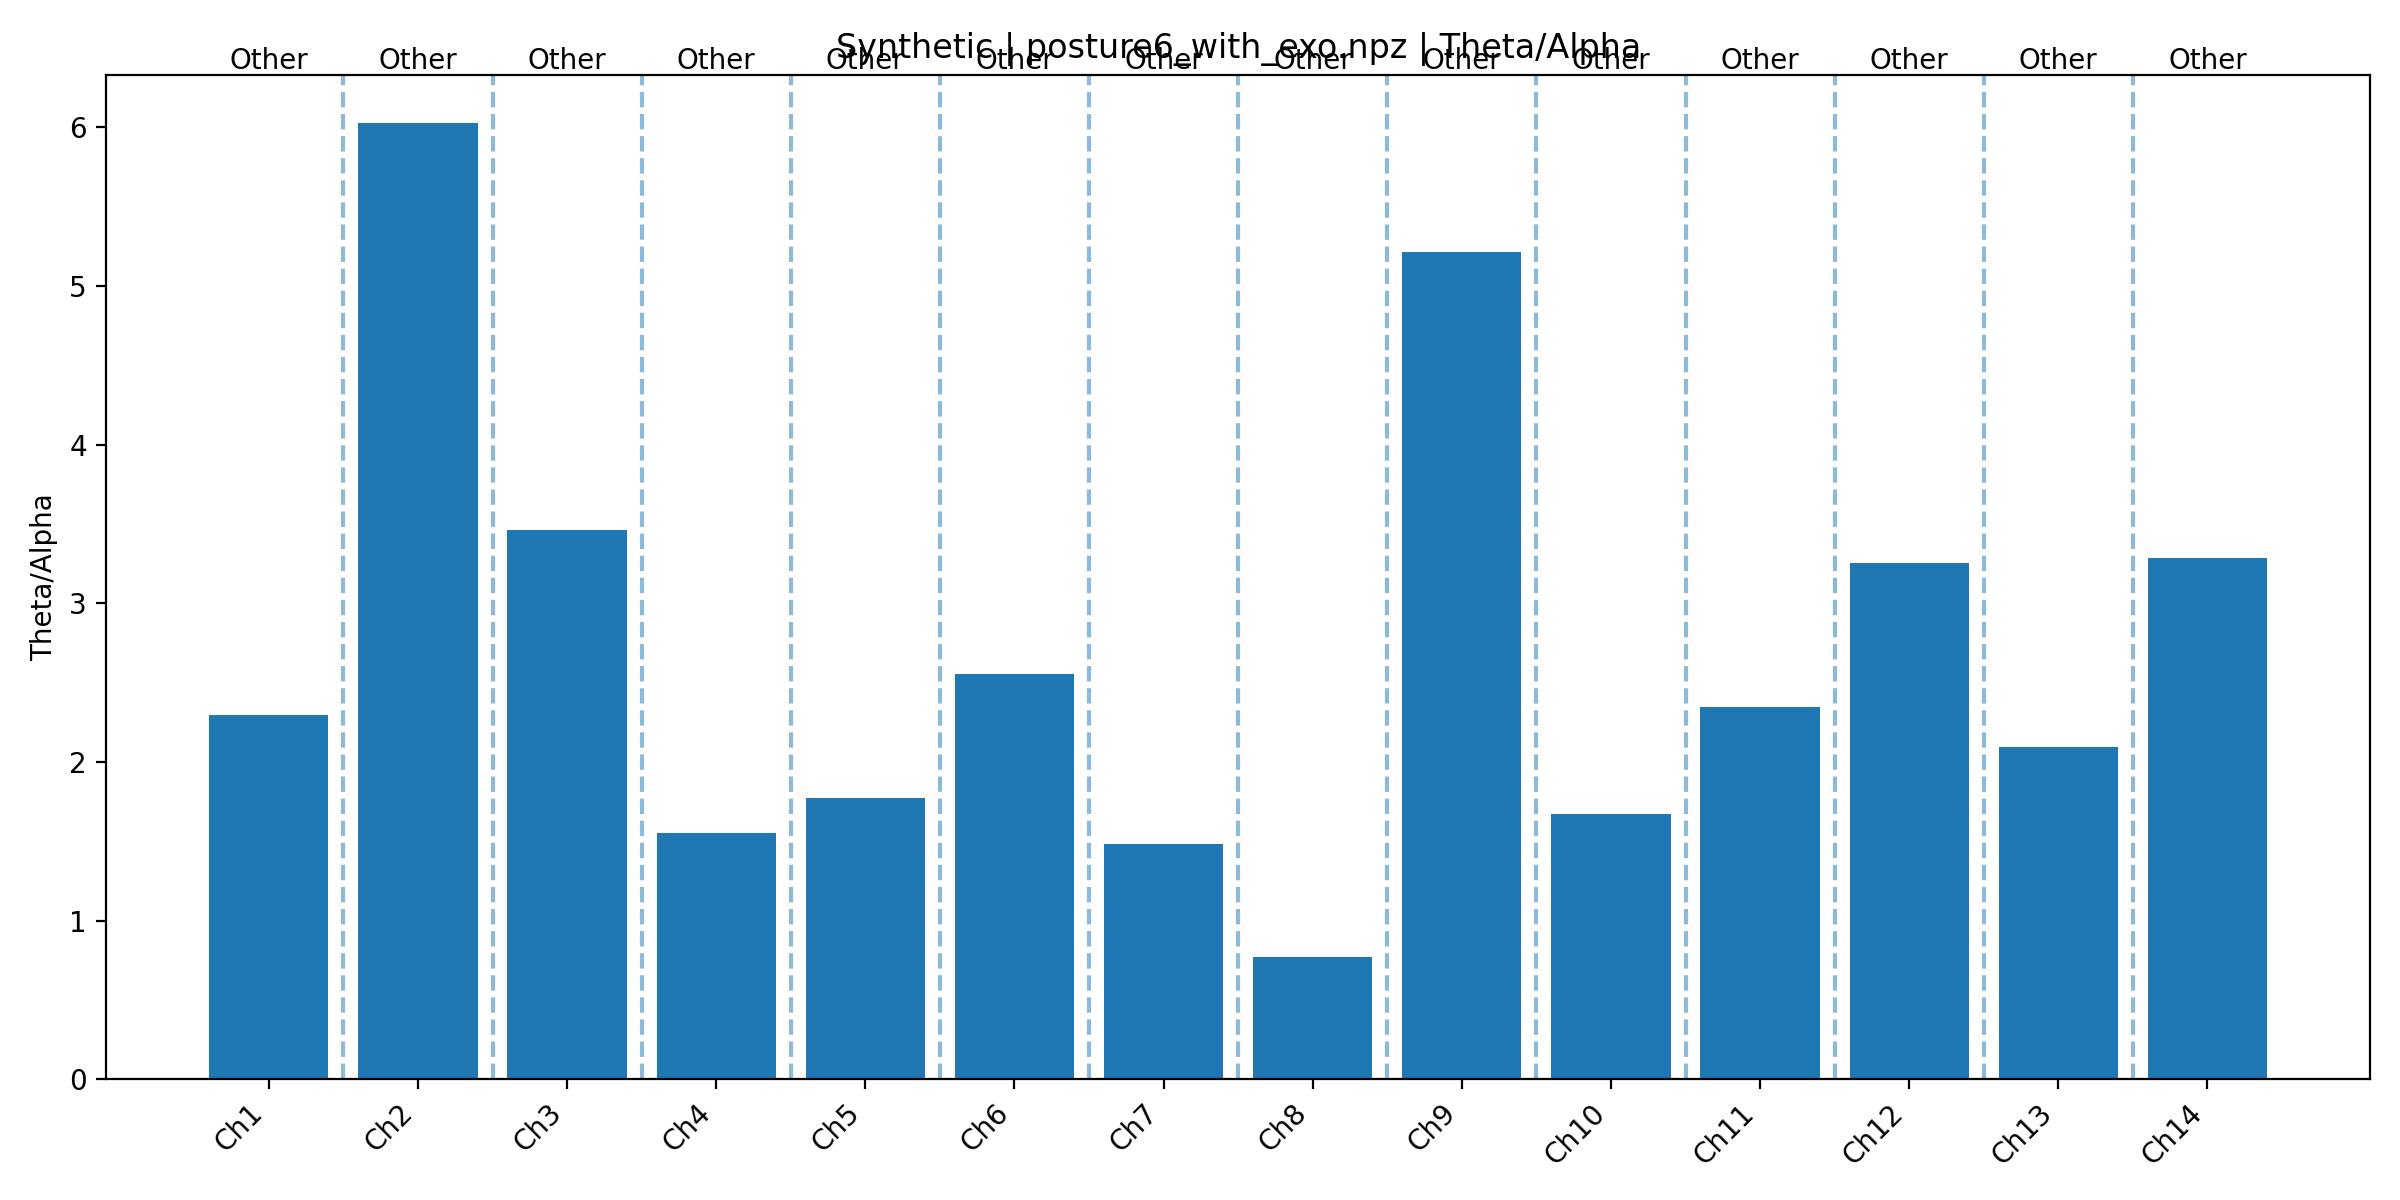 Synthetic | posture6_with_exo.npz | Theta/Alpha
Other Other Other Other Other Other Other Other Other Other Other Other Other Other
6
5
4
3
2
1
0
Theta/Alpha
Ch1 Ch2 Ch3 Ch4 Ch5 Ch6 Ch7 Ch8 Ch9 Ch10 Ch11 Ch12 Ch13 Ch14